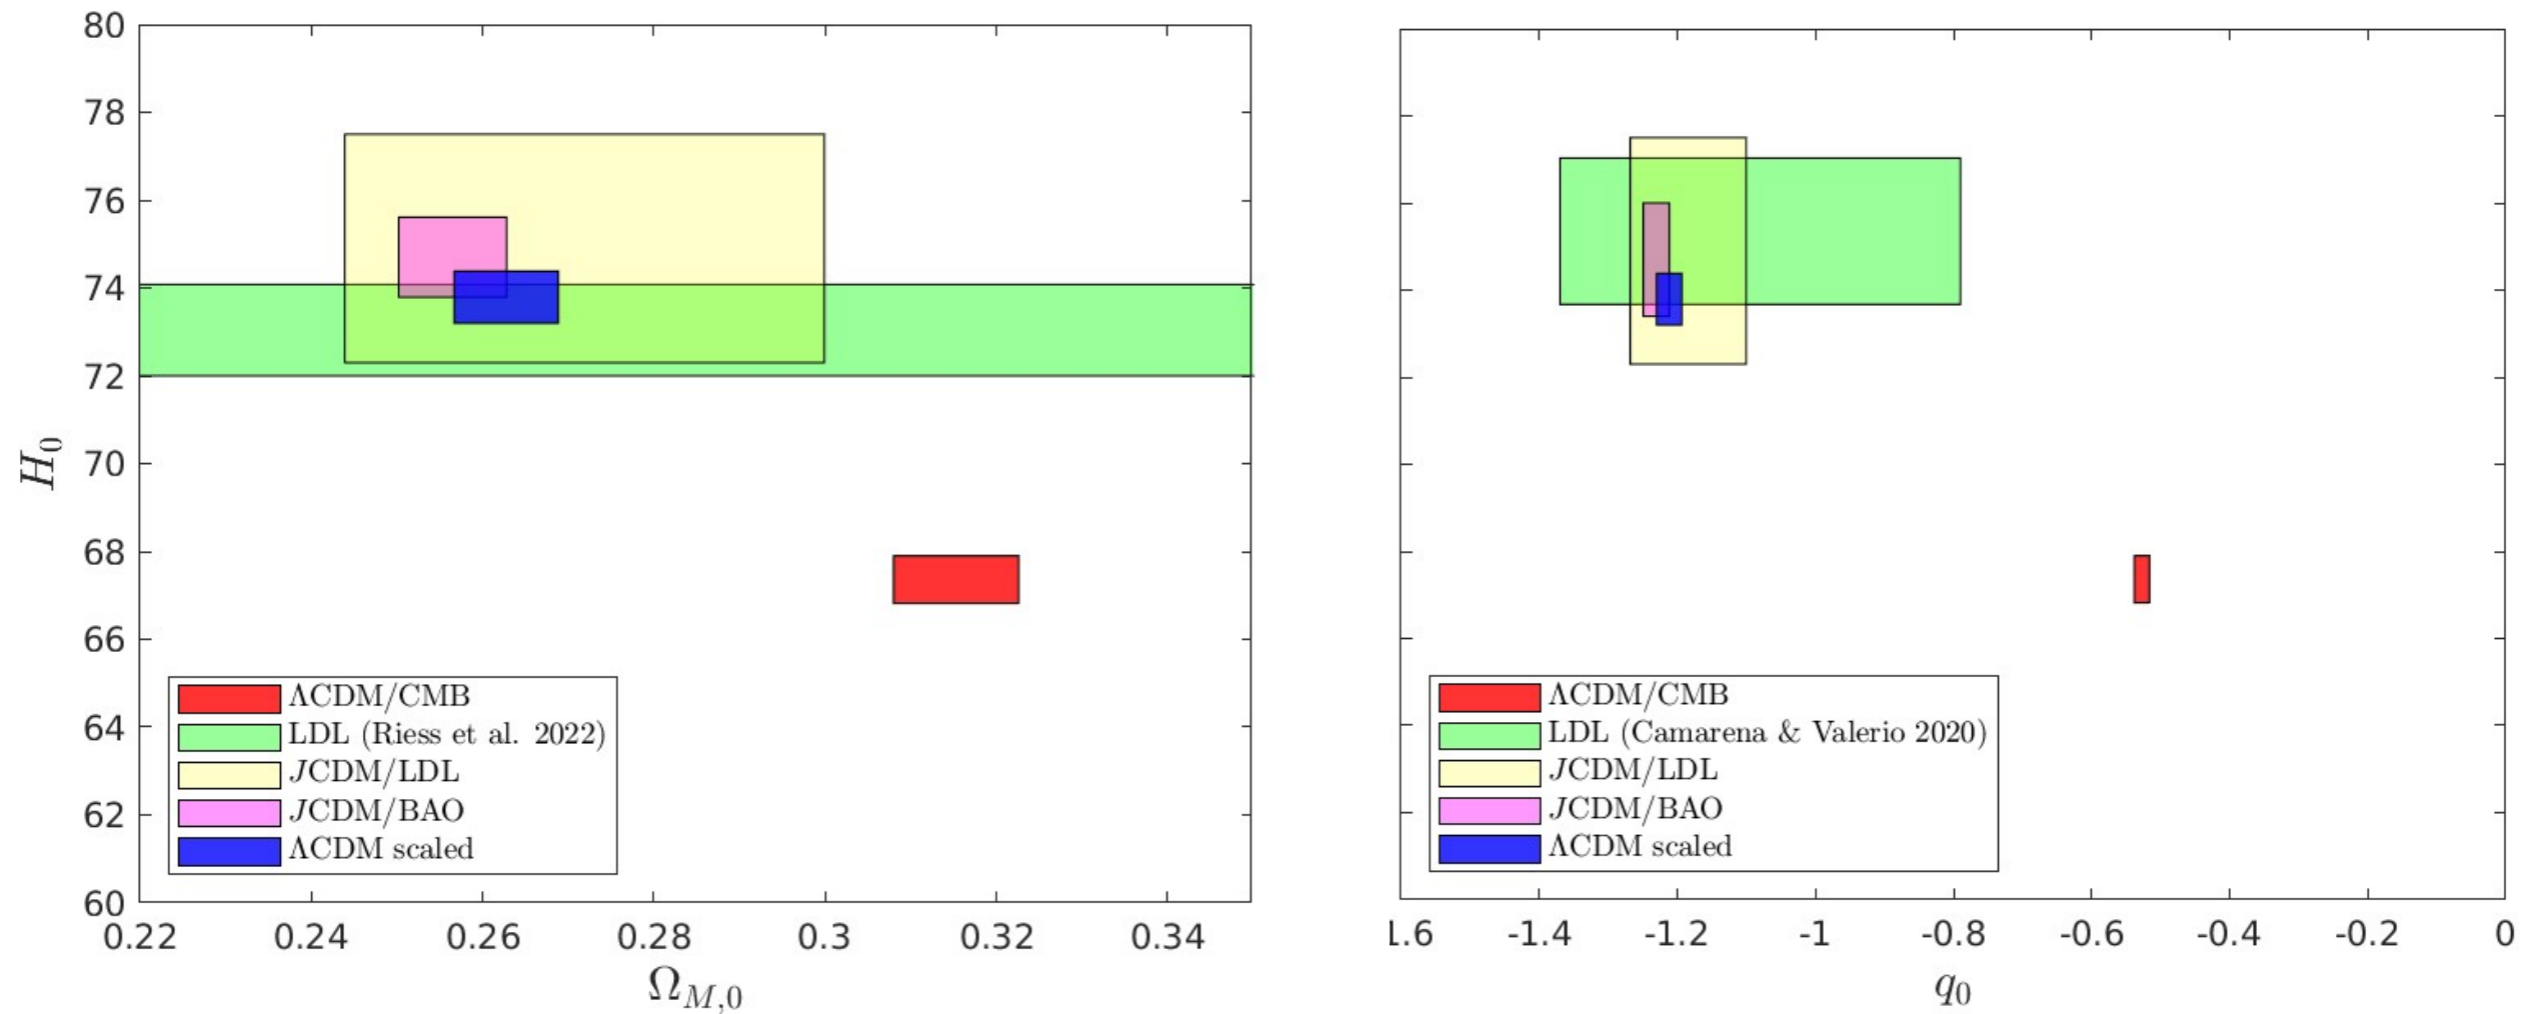 80
78
76
74
72
70
68
66
64
62
60
H₀
0.22 0.24 0.26 0.28 0.3 0.32 0.34
Ω_{M,0}
ΛCDM/CMB
LDL (Riess et al. 2022)
JCDM/LDL
JCDM/BAO
ΛCDM scaled
ΛCDM/CMB
LDL (Camarena & Valerio 2020)
JCDM/LDL
JCDM/BAO
ΛCDM scaled
1.6 -1.4 -1.2 -1 -0.8 -0.6 -0.4 -0.2 0
q₀